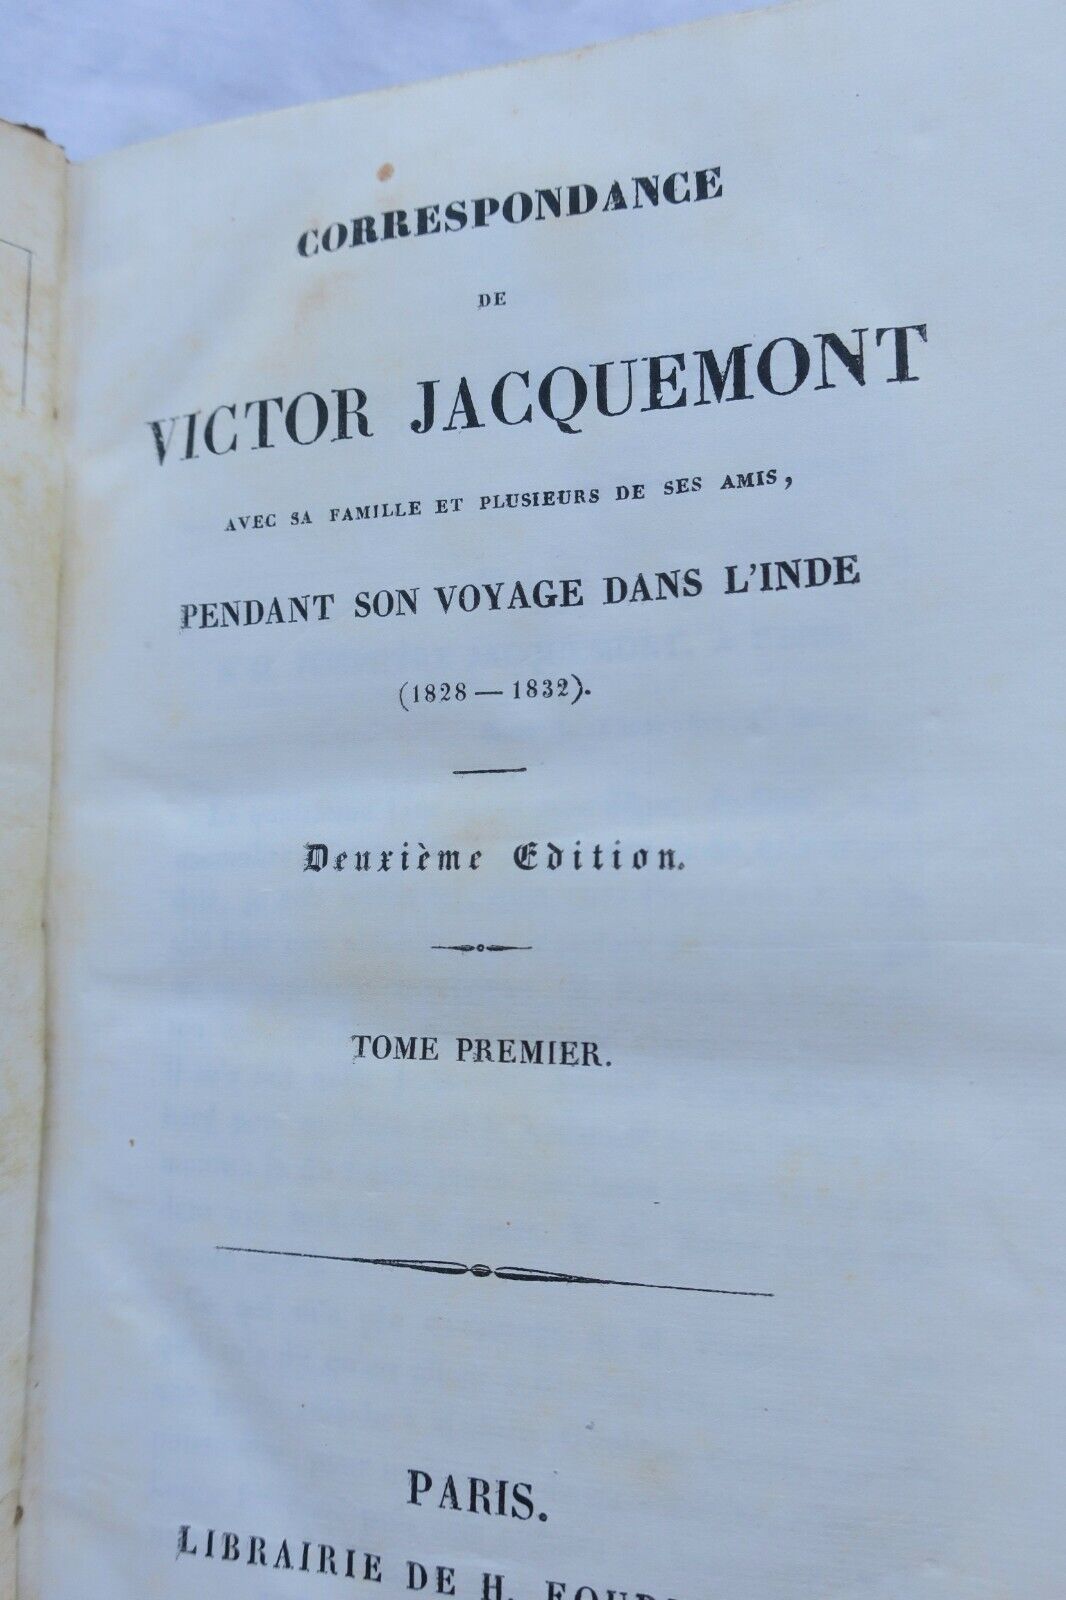 CORRESPONDANCE
DE
VICTOR JACQUEMONT
AVEC SA FAMILLE ET PLUSIEURS DE SES AMIS,
PENDANT SON VOYAGE DANS L'INDE
(1828 — 1832).
Deuxième Edition.
TOME PREMIER.
PARIS.
LIBRAIRIE DE H.